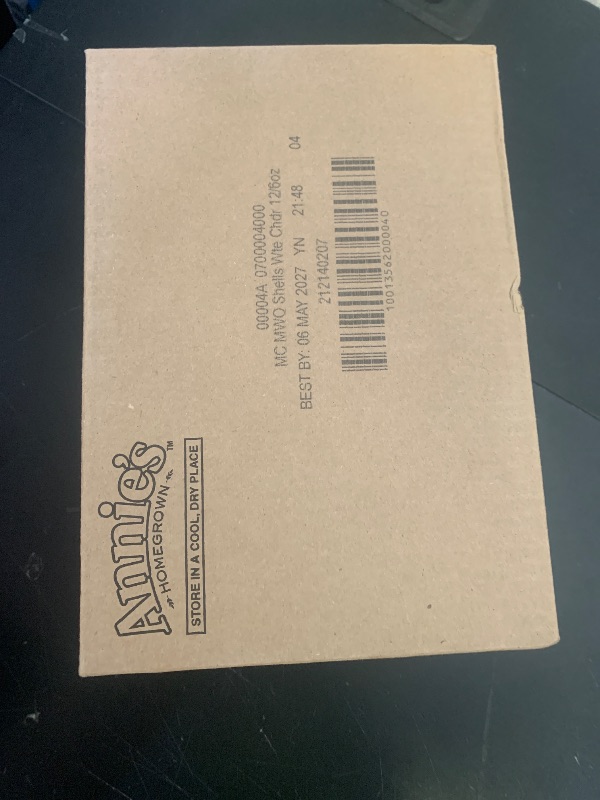 Annie's™
HOMEGROWN
STORE IN A COOL, DRY PLACE
00004A 0700004000
MC MWO Shells Wte Chdr 12/6oz
BEST BY: 06 MAY 2027 YN 21:48 04
212140207
10013562000040